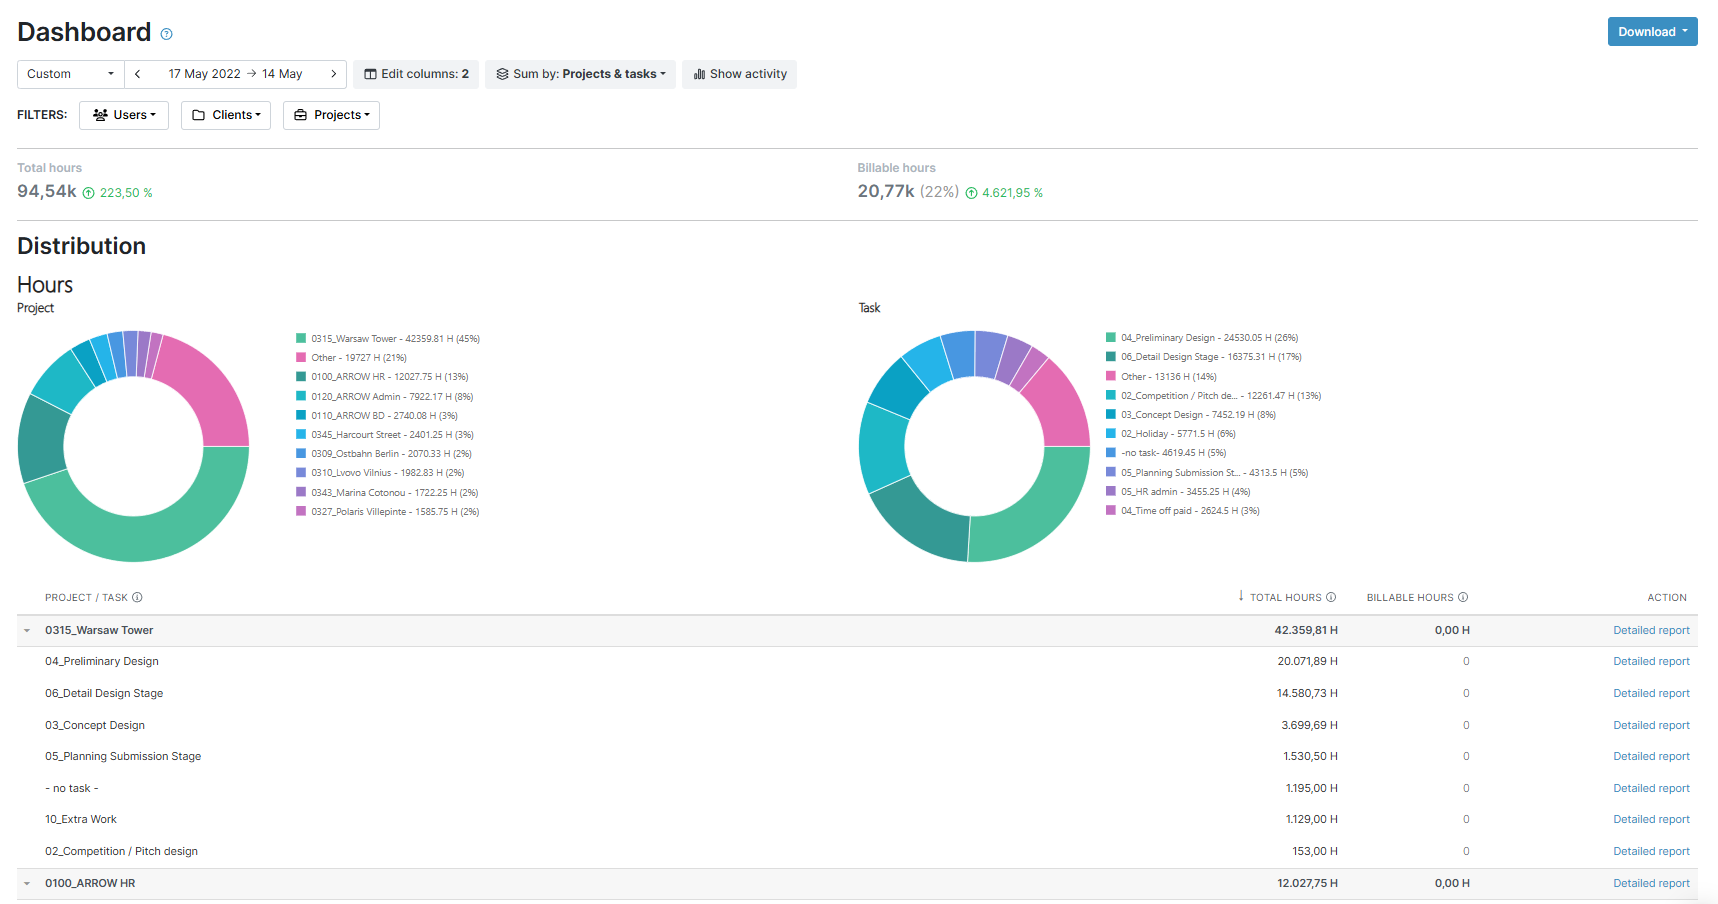 Dashboard
Download
Custom
17 May 2022 → 14 May
Edit columns: 2
Sum by: Projects & tasks
Show activity
FILTERS:
Users
Clients
Projects
Total hours
94,54k 223,50 %
Billable hours
20,77k (22%) 4.621,95 %
Distribution
Hours
Project
0315_Warsaw Tower - 42359.81 H (45%)
Other - 19727 H (21%)
0100_ARROW HR - 12027.75 H (13%)
0120_ARROW Admin - 7922.17 H (8%)
0110_ARROW BD - 2740.08 H (3%)
0345_Harcourt Street - 2401.25 H (3%)
0309_Ostbahn Berlin - 2070.33 H (2%)
0310_Lvovo Vilnius - 1982.83 H (2%)
0343_Marina Cotonou - 1722.25 H (2%)
0327_Polaris Villepinte - 1585.75 H (2%)
Task
04_Preliminary Design - 24530.05 H (26%)
06_Detail Design Stage - 16375.31 H (17%)
Other - 13136 H (14%)
02_Competition / Pitch de... - 12261.47 H (13%)
03_Concept Design - 7452.19 H (8%)
02_Holiday - 5771.5 H (6%)
-no task- 4619.45 H (5%)
05_Planning Submission St... - 4313.5 H (5%)
05_HR admin - 3455.25 H (4%)
04_Time off paid - 2624.5 H (3%)
PROJECT / TASK ↓ TOTAL HOURS BILLABLE HOURS ACTION
0315_Warsaw Tower 42.359,81 H 0,00 H Detailed report
04_Preliminary Design 20.071,89 H 0 Detailed report
06_Detail Design Stage 14.580,73 H 0 Detailed report
03_Concept Design 3.699,69 H 0 Detailed report
05_Planning Submission Stage 1.530,50 H 0 Detailed report
- no task - 1.195,00 H 0 Detailed report
10_Extra Work 1.129,00 H 0 Detailed report
02_Competition / Pitch design 153,00 H 0 Detailed report
0100_ARROW HR 12.027,75 H 0,00 H Detailed report